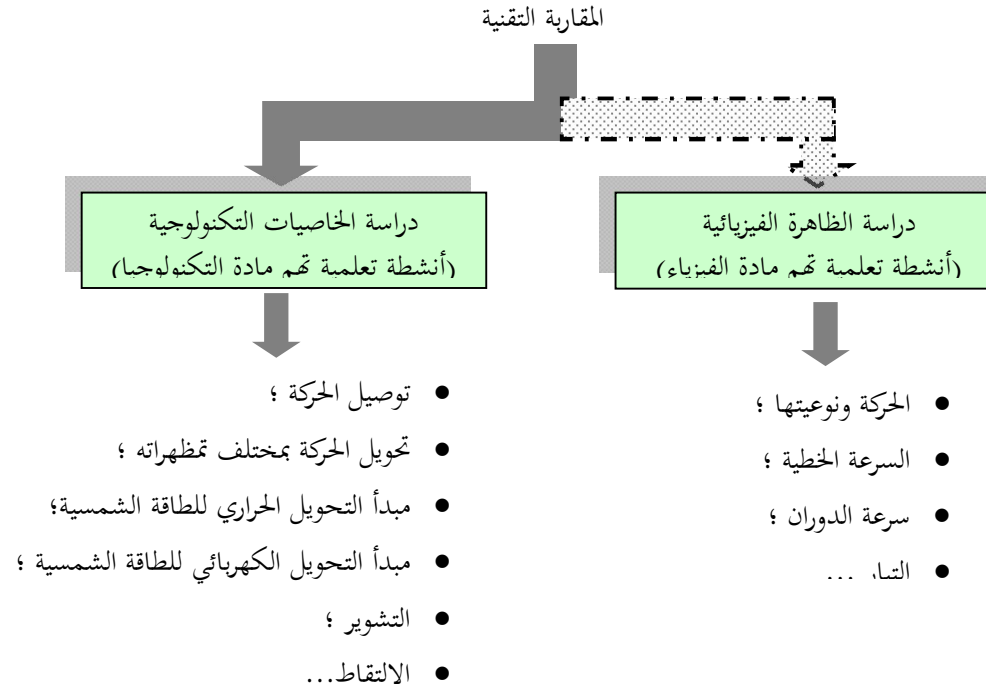 المقاربة التقنية
دراسة الظاهرة الفيزيائية
(أنشطة تعلمية تهم مادة الفيزياء)
● الحركة ونوعيتها ؛
● السرعة الخطية ؛
● سرعة الدوران ؛
● التيار ...
دراسة الخاصيات التكنولوجية
(أنشطة تعلمية تهم مادة التكنولوجيا)
● توصيل الحركة ؛
● تحويل الحركة بمختلف تمظهراته ؛
● مبدأ التحويل الحراري للطاقة الشمسية؛
● مبدأ التحويل الكهربائي للطاقة الشمسية ؛
● التشوير ؛
● الالتقاط...